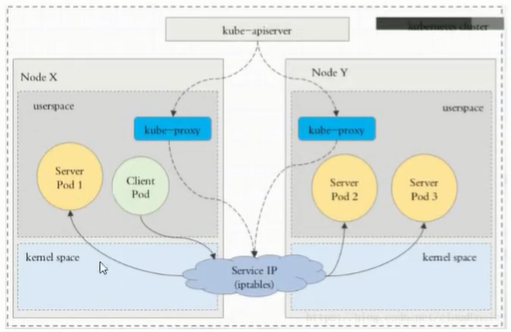 kube-apiserver
kubernetes cluster
Node X
Node Y
userspace
userspace
kube-proxy
kube-proxy
Server
Pod 1
Client
Pod
Server
Pod 2
Server
Pod 3
kernel space
kernel space
Service IP
(iptables)